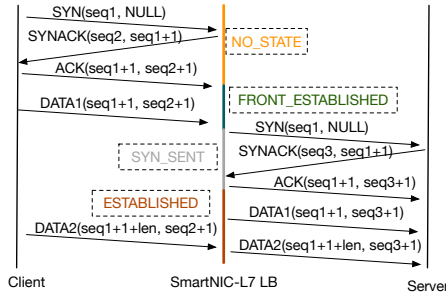 SYN(seq1, NULL)
SYNACK(seq2, seq1+1)
NO_STATE
ACK(seq1+1, seq2+1)
DATA1(seq1+1, seq2+1)
FRONT_ESTABLISHED
SYN(seq1, NULL)
SYNACK(seq3, seq1+1)
SYN_SENT
ACK(seq1+1, seq3+1)
ESTABLISHED
DATA1(seq1+1, seq3+1)
DATA2(seq1+1+len, seq2+1)
DATA2(seq1+1+len, seq3+1)
Client
SmartNIC-L7 LB
Server